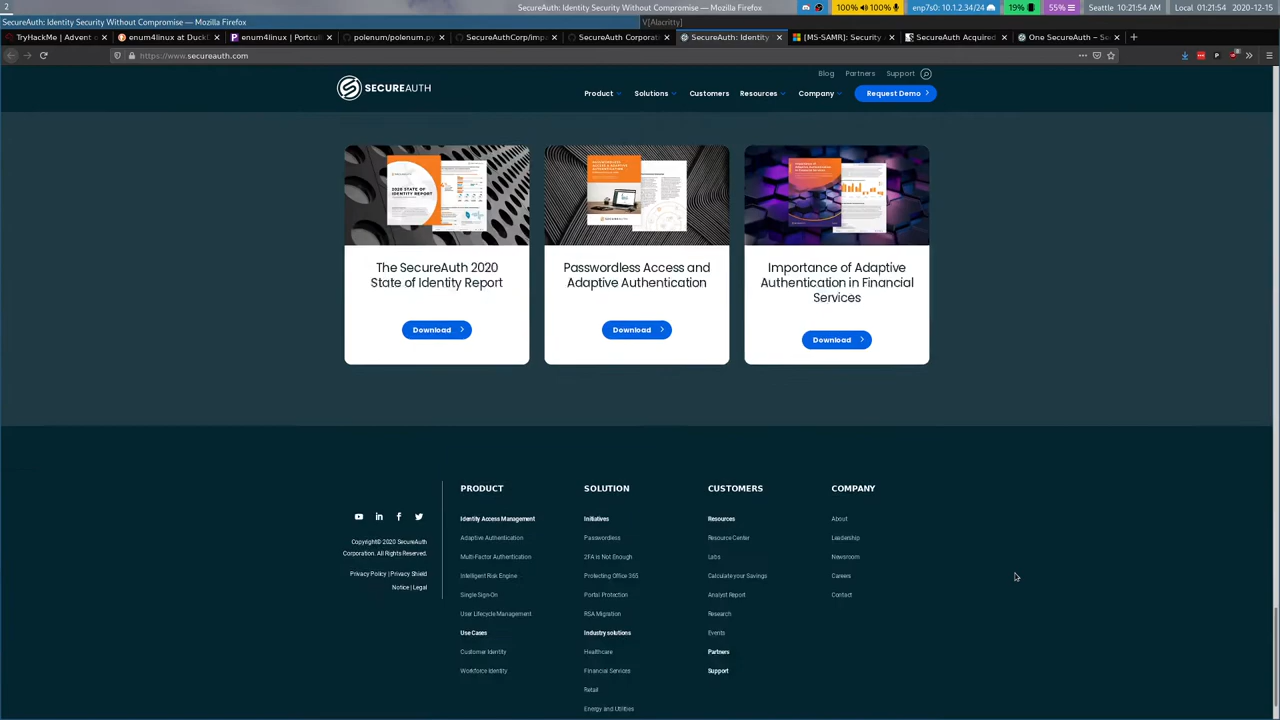 2
SecureAuth: Identity Security Without Compromise — Mozilla Firefox
100% 100%
enp7s0: 10.1.2.34/24
19%
55%
Seattle 10:21:54 AM
Local 01:21:54
2020-12-15
SecureAuth: Identity Security Without Compromise — Mozilla Firefox
V[Alacritty]
TryHackMe | Advent o
enum4linux at DuckD
enum4linux | Portcul
polenum/polenum.py
SecureAuthCorp/impa
SecureAuth Corporat
SecureAuth: Identity
[MS-SAMR]: Security
SecureAuth Acquired
One SecureAuth – Se
https://www.secureauth.com
Blog
Partners
Support
SECUREAUTH
Product
Solutions
Customers
Resources
Company
Request Demo
2020 STATE OF
IDENTITY REPORT
The SecureAuth 2020
State of Identity Report
Download
Passwordless Access and
Adaptive Authentication
Download
Importance of Adaptive
Authentication in Financial
Services
Download
Copyright© 2020 SecureAuth
Corporation. All Rights Reserved.
Privacy Policy | Privacy Shield
Notice | Legal
PRODUCT
Identity Access Management
Adaptive Authentication
Multi-Factor Authentication
Intelligent Risk Engine
Single Sign-On
User Lifecycle Management
Use Cases
Customer Identity
Workforce Identity
SOLUTION
Initiatives
Passwordless
2FA is Not Enough
Protecting Office 365
Portal Protection
RSA Migration
Industry solutions
Healthcare
Financial Services
Retail
Energy and Utilities
CUSTOMERS
Resources
Resource Center
Labs
Calculate your Savings
Analyst Report
Research
Events
Partners
Support
COMPANY
About
Leadership
Newsroom
Careers
Contact